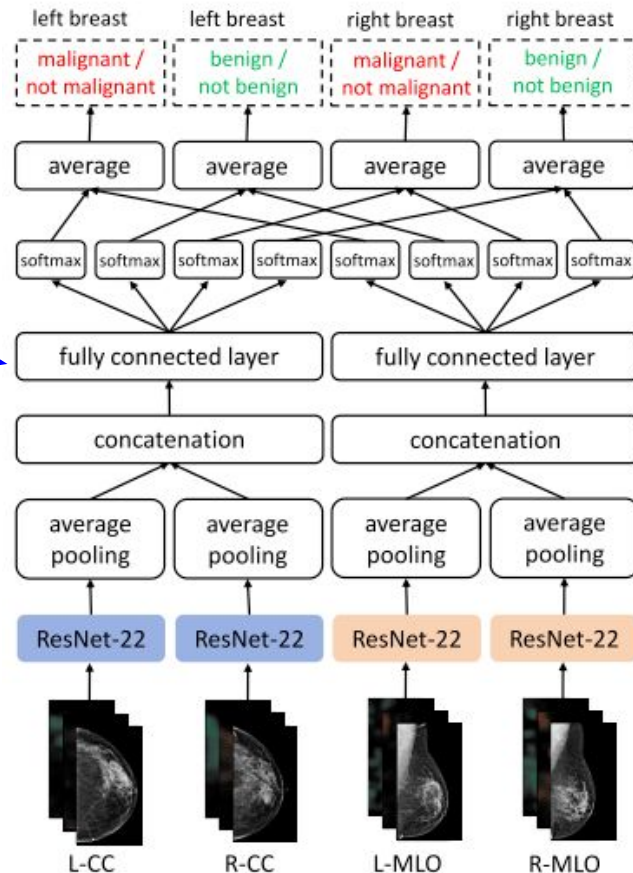 left breast left breast right breast right breast
malignant / benign / malignant / benign /
not malignant not benign not malignant not benign
average average average average
softmax softmax softmax softmax softmax softmax softmax softmax
fully connected layer fully connected layer
concatenation concatenation
average average average average
pooling pooling pooling pooling
ResNet-22 ResNet-22 ResNet-22 ResNet-22
L-CC R-CC L-MLO R-MLO